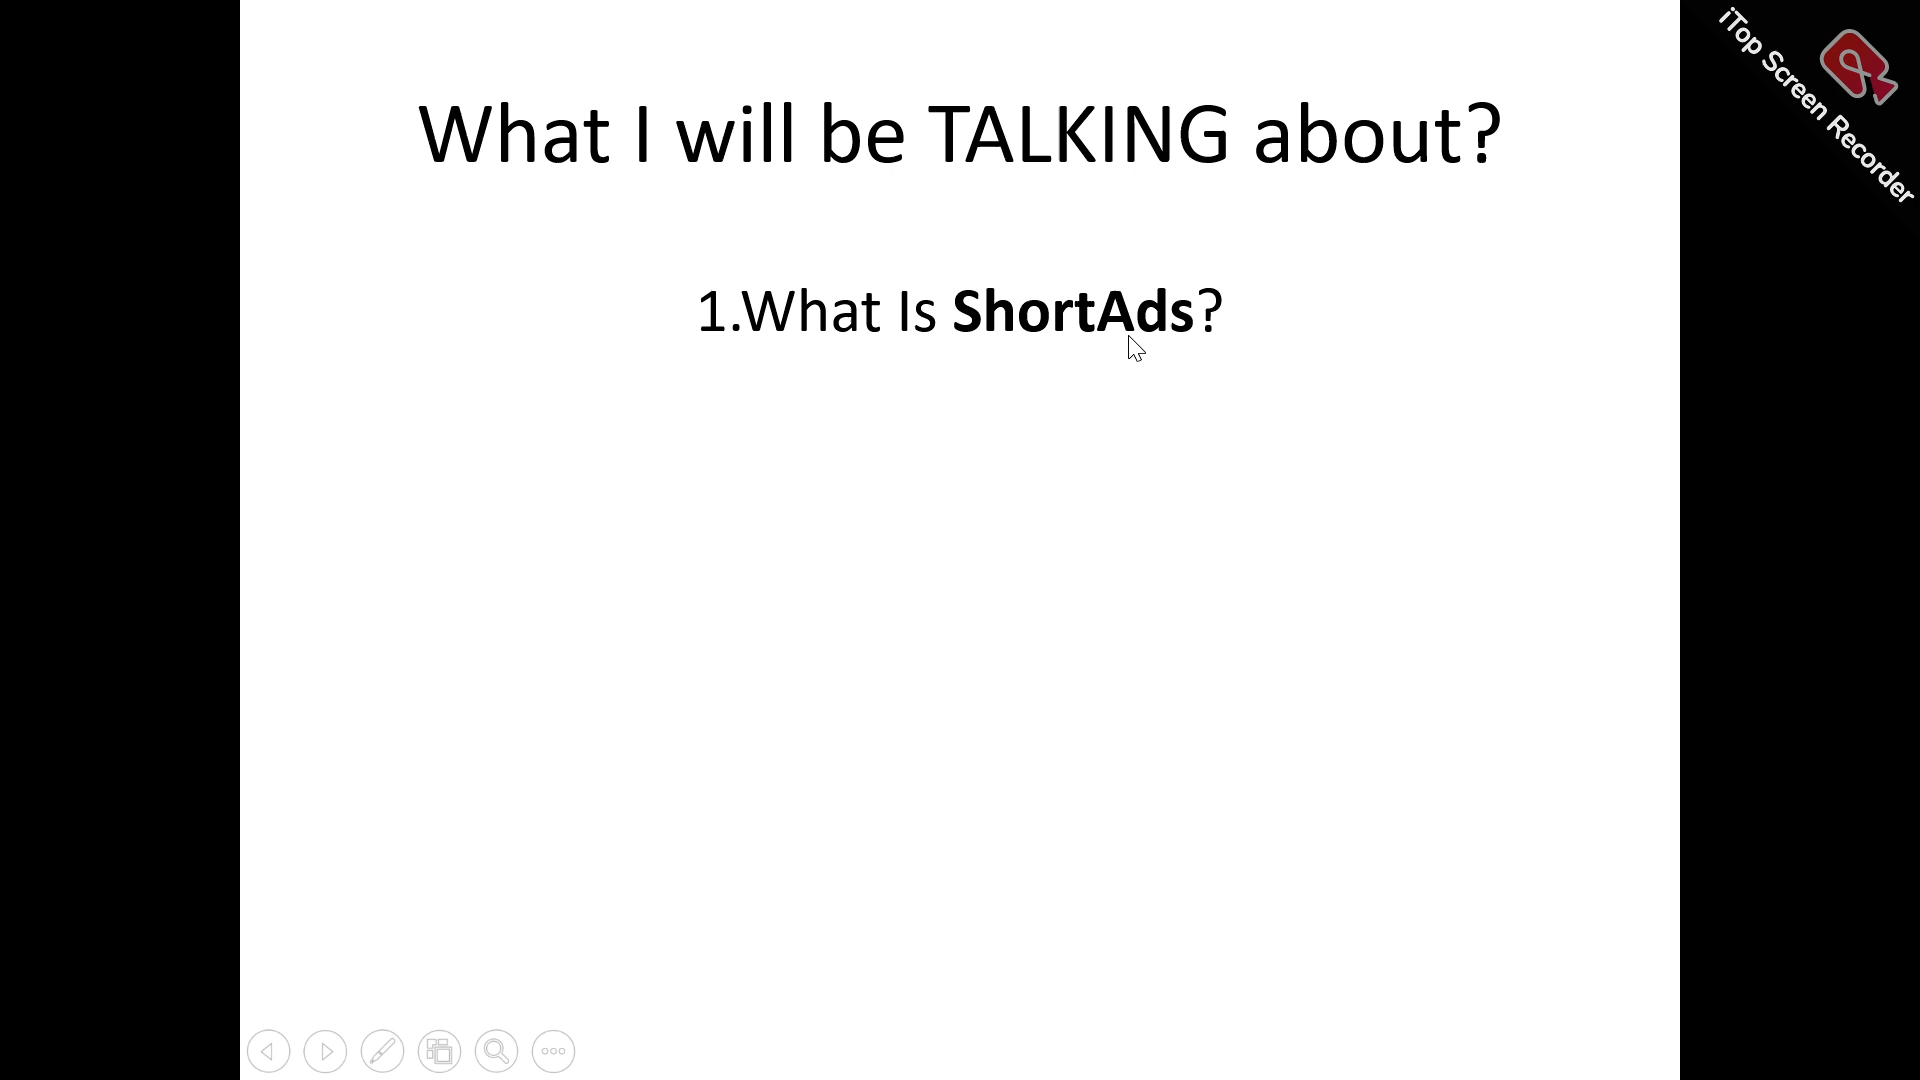 What I will be TALKING about?
1.What Is ShortAds?
iTop Screen Recorder